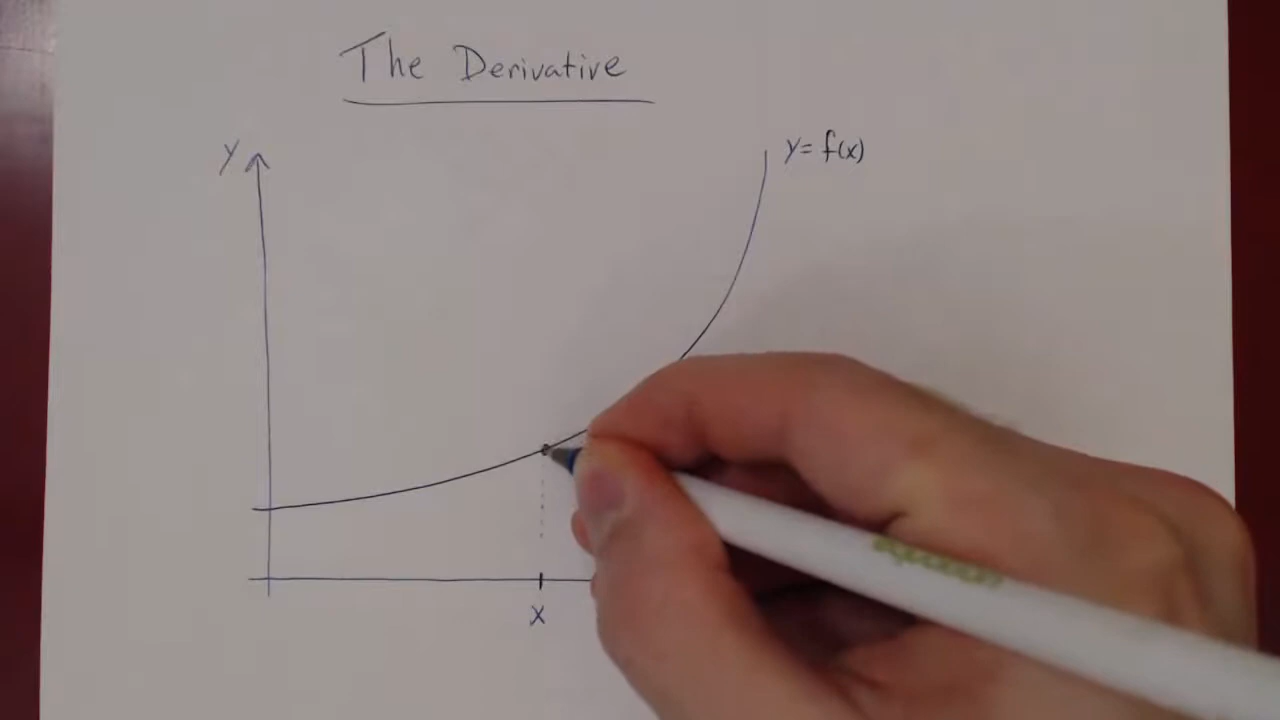 The Derivative
y
y = f(x)
x